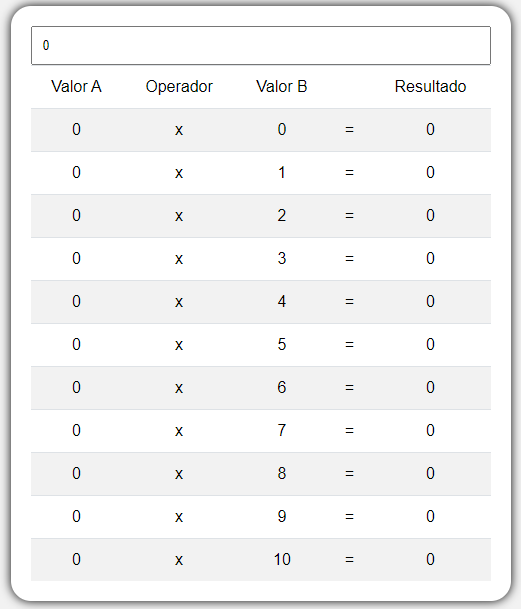 0
Valor A Operador Valor B Resultado
0 x 0 = 0
0 x 1 = 0
0 x 2 = 0
0 x 3 = 0
0 x 4 = 0
0 x 5 = 0
0 x 6 = 0
0 x 7 = 0
0 x 8 = 0
0 x 9 = 0
0 x 10 = 0